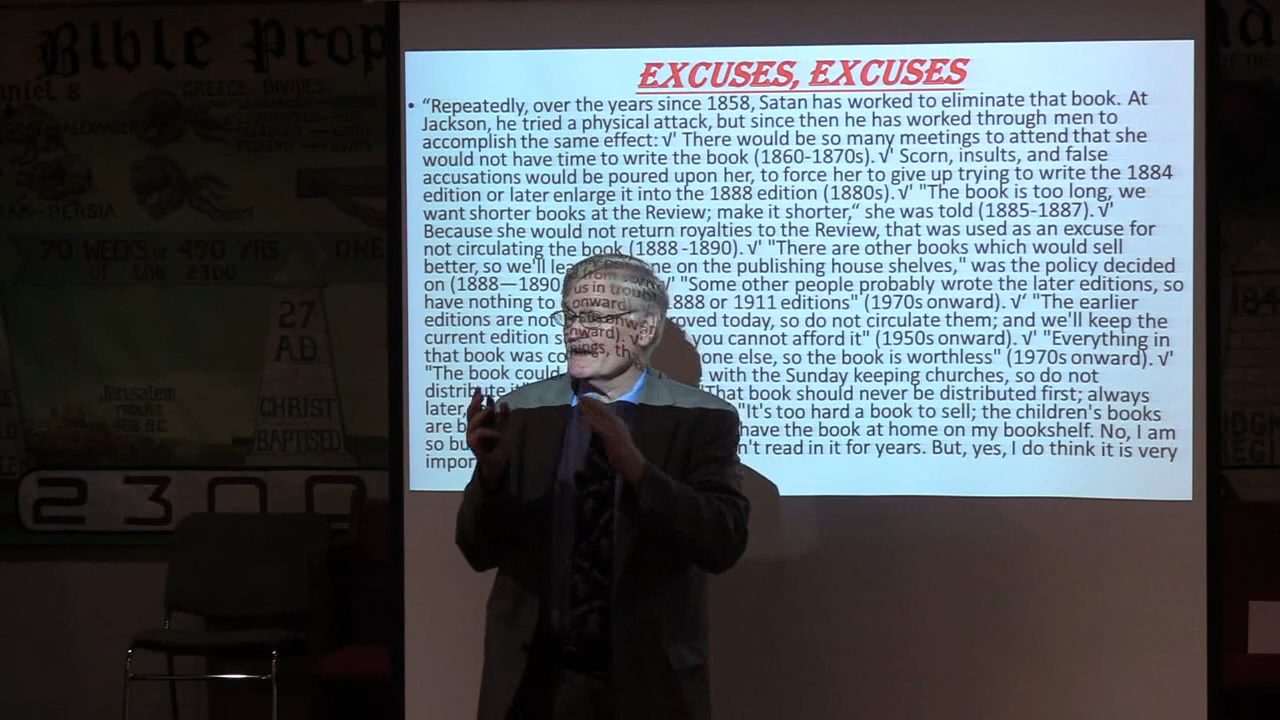 Bible Prop
EXCUSES, EXCUSES
• “Repeatedly, over the years since 1858, Satan has worked to eliminate that book. At
Jackson, he tried a physical attack, but since then he has worked through men to
accomplish the same effect: √' There would be so many meetings to attend that she
would not have time to write the book (1860-1870s). √' Scorn, insults, and false
accusations would be poured upon her, to force her to give up trying to write the 1884
edition or later enlarge it into the 1888 edition (1880s). √' "The book is too long, we
want shorter books at the Review; make it shorter,“ she was told (1885-1887). √'
Because she would not return royalties to the Review, that was used as an excuse for
not circulating the book (1888 -1890). √' "There are other books which would sell
better, so we'll one on the publishing house shelves," was the policy decided
on (1888—1890 √' "Some other people probably wrote the later editions, so
have nothing to 1888 or 1911 editions" (1970s onward). √' "The earlier
editions are not today, so do not circulate them; and we'll keep the
current edition you cannot afford it" (1950s onward). √' "Everything in
that book was one else, so the book is worthless" (1970s onward). √'
"The book could with the Sunday keeping churches, so do not
distribute it" That book should never be distributed first; always
later, "It's too hard a book to sell; the children's books
are have the book at home on my bookshelf. No, I am
so read in it for years. But, yes, I do think it is very
GREECE DIVIDES
70 WEEKS OR 490 YRS ONE
of the 2300
27
A.D.
Jerusalem
CHRIST
BAPTISED
2300